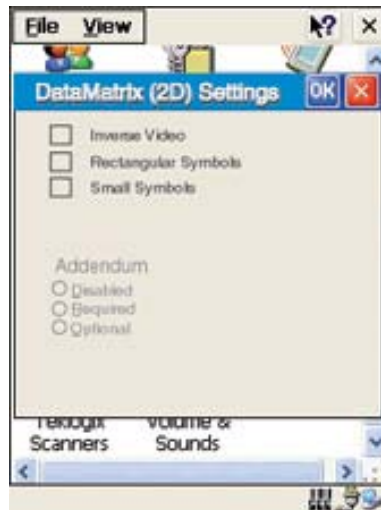 File View ?
DataMatrix (2D) Settings OK
Inverse Video
Rectangular Symbols
Small Symbols
Addendum
Disabled
Required
Optional
Teklogix Volume &
Scanners Sounds